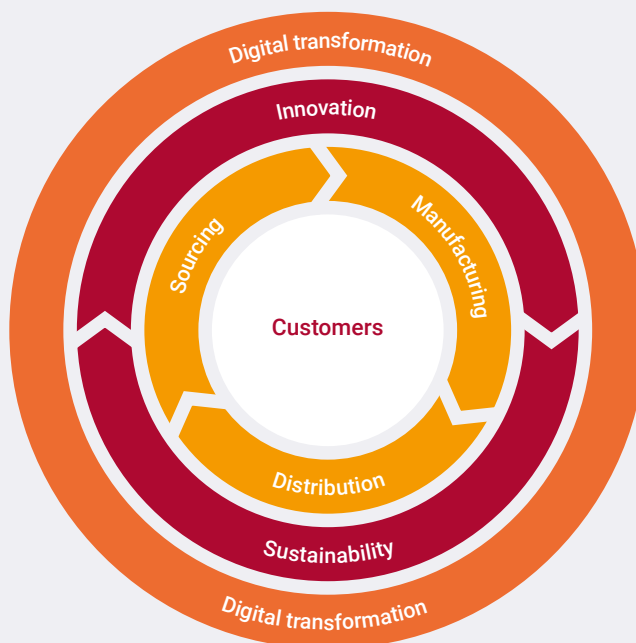 Digital transformation
Innovation
Sourcing
Manufacturing
Customers
Distribution
Sustainability
Digital transformation